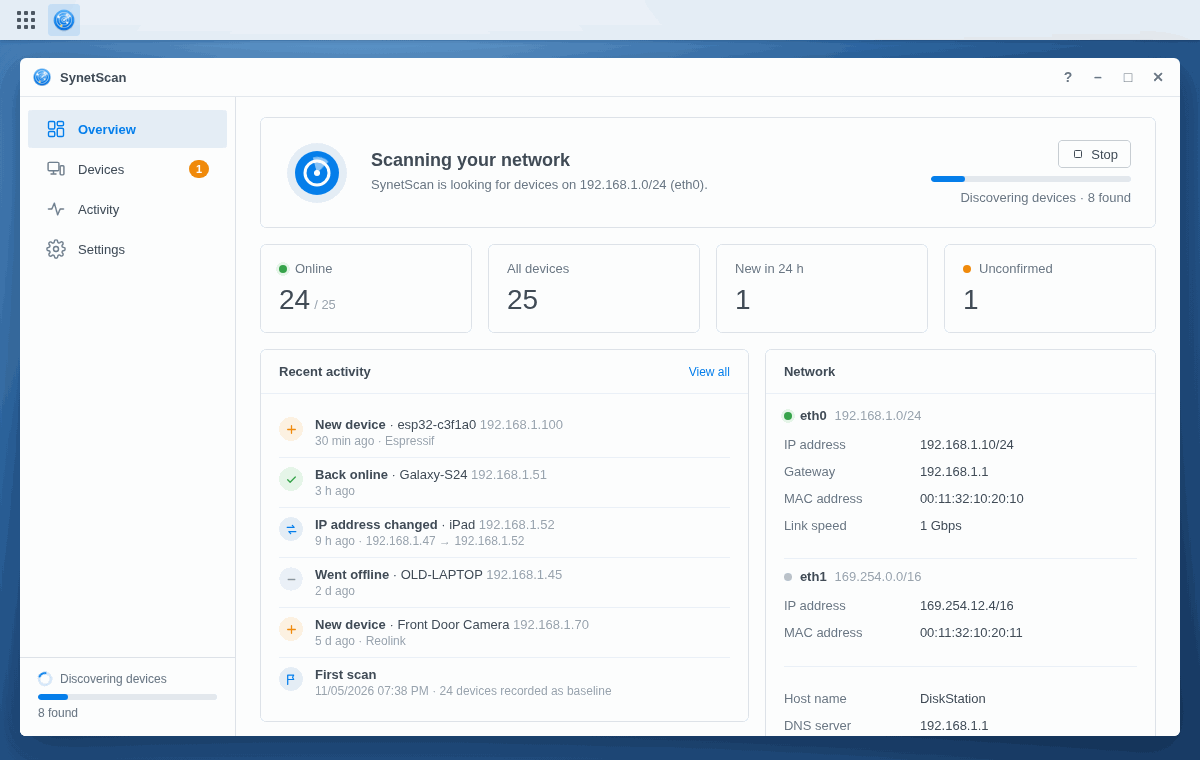 SynetScan
?
Overview
Devices 1
Activity
Settings
Discovering devices
8 found
Scanning your network
SynetScan is looking for devices on 192.168.1.0/24 (eth0).
Stop
Discovering devices · 8 found
Online
24 / 25
All devices
25
New in 24 h
1
Unconfirmed
1
Recent activity View all
New device · esp32-c3f1a0 192.168.1.100
30 min ago · Espressif
Back online · Galaxy-S24 192.168.1.51
3 h ago
IP address changed · iPad 192.168.1.52
9 h ago · 192.168.1.47 → 192.168.1.52
Went offline · OLD-LAPTOP 192.168.1.45
2 d ago
New device · Front Door Camera 192.168.1.70
5 d ago · Reolink
First scan
11/05/2026 07:38 PM · 24 devices recorded as baseline
Network
eth0 192.168.1.0/24
IP address 192.168.1.10/24
Gateway 192.168.1.1
MAC address 00:11:32:10:20:10
Link speed 1 Gbps
eth1 169.254.0.0/16
IP address 169.254.12.4/16
MAC address 00:11:32:10:20:11
Host name DiskStation
DNS server 192.168.1.1